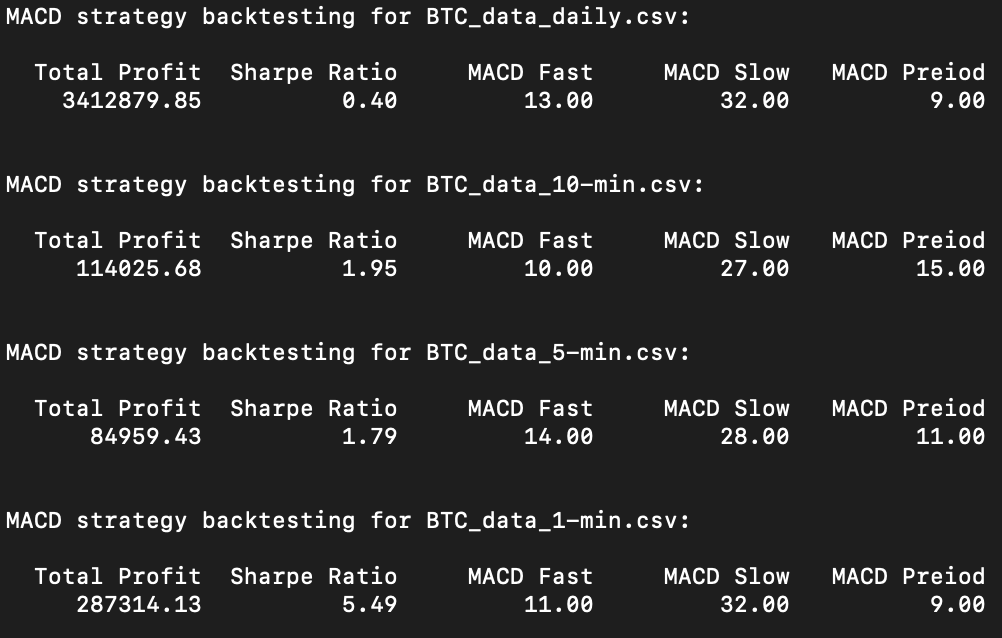 MACD strategy backtesting for BTC_data_daily.csv:
Total Profit Sharpe Ratio MACD Fast MACD Slow MACD Preiod
3412879.85 0.40 13.00 32.00 9.00
MACD strategy backtesting for BTC_data_10-min.csv:
Total Profit Sharpe Ratio MACD Fast MACD Slow MACD Preiod
114025.68 1.95 10.00 27.00 15.00
MACD strategy backtesting for BTC_data_5-min.csv:
Total Profit Sharpe Ratio MACD Fast MACD Slow MACD Preiod
84959.43 1.79 14.00 28.00 11.00
MACD strategy backtesting for BTC_data_1-min.csv:
Total Profit Sharpe Ratio MACD Fast MACD Slow MACD Preiod
287314.13 5.49 11.00 32.00 9.00